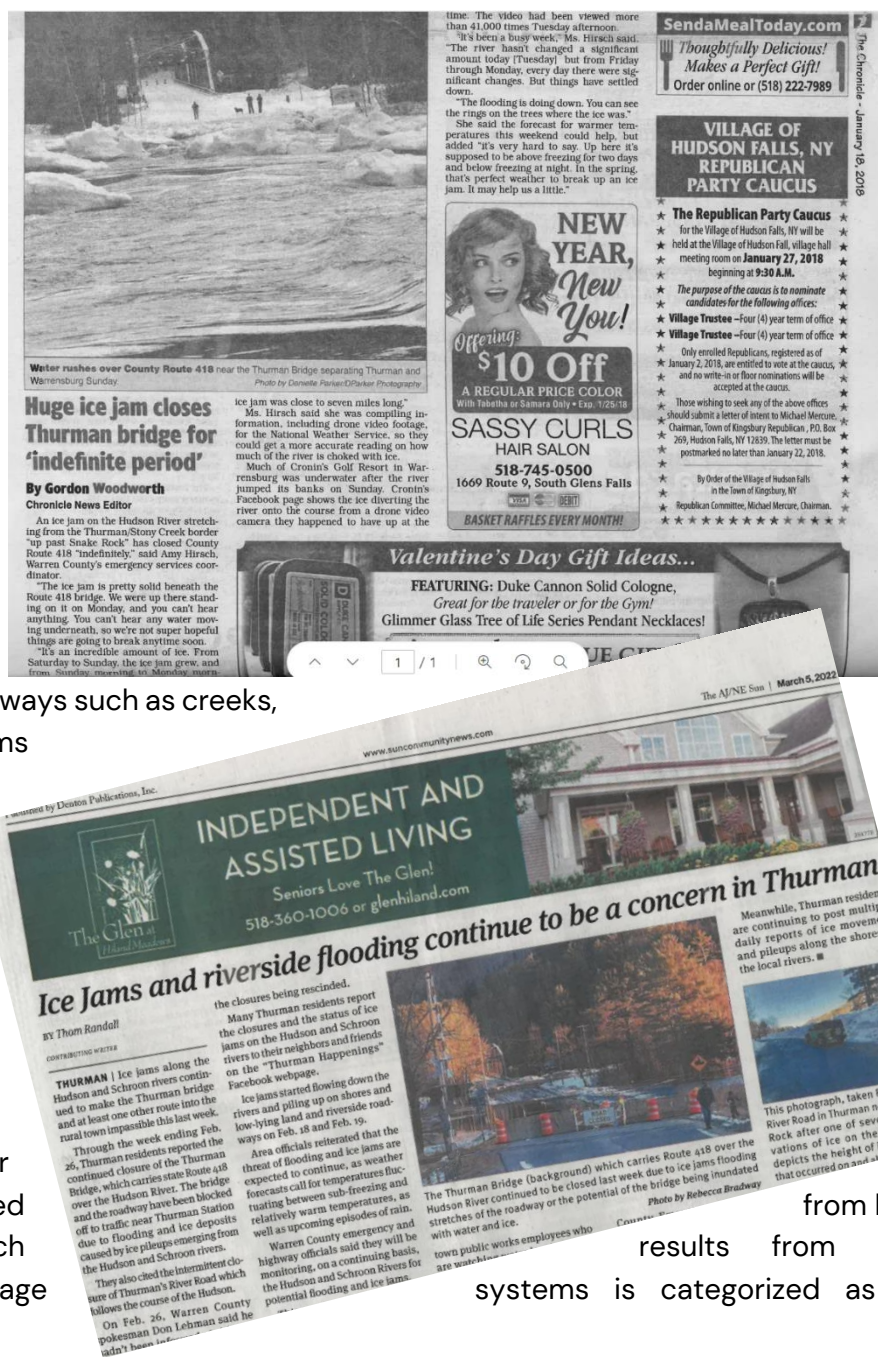 Water rushes over County Route 418 near the Thurman Bridge separating Thurman and
Warrensburg Sunday.
Photo by Danielle Parker/DParker Photography
Huge ice jam closes
Thurman bridge for
'indefinite period'
By Gordon Woodworth
Chronicle News Editor
An ice jam on the Hudson River stretch-
ing from the Thurman/Stony Creek border
"up past Snake Rock" has closed County
Route 418 "indefinitely," said Amy Hirsch,
Warren County's emergency services coor-
dinator.
"The ice jam is pretty solid beneath the
Route 418 bridge. We were up there stand-
ing on it on Monday, and you can't hear
anything. You can't hear any water mov-
ing underneath, so we're not super hopeful
things are going to break anytime soon.
"It's an incredible amount of ice. From
Saturday to Sunday, the ice jam grew, and
from Sunday morning to Monday morn-
ice jam was close to seven miles long."
Ms. Hirsch said she was compiling in-
formation, including drone video footage,
for the National Weather Service, so they
could get a more accurate reading on how
much of the river is choked with ice.
Much of Cronin's Golf Resort in War-
rensburg was underwater after the river
jumped its banks on Sunday. Cronin's
Facebook page shows the ice diverting the
river onto the course from a drone video
camera they happened to have up at the
time. The video had been viewed more
than 41,000 times Tuesday afternoon.
"It's been a busy week," Ms. Hirsch said.
"The river hasn't changed a significant
amount today [Tuesday] but from Friday
through Monday, every day there were sig-
nificant changes. But things have settled
down.
"The flooding is doing down. You can see
the rings on the trees where the ice was."
She said the forecast for warmer tem-
peratures this weekend could help, but
added "it's very hard to say. Up here it's
supposed to be above freezing for two days
and below freezing at night. In the spring,
that's perfect weather to break up an ice
jam. It may help us a little."
NEW
YEAR,
New
You!
Offering:
$10 Off
A REGULAR PRICE COLOR
With Tabetha or Samara Only • Exp. 1/25/18
SASSY CURLS
HAIR SALON
518-745-0500
1669 Route 9, South Glens Falls
VISA DEBIT
BASKET RAFFLES EVERY MONTH!
SendaMealToday.com
Thoughtfully Delicious!
Makes a Perfect Gift!
Order online or (518) 222-7989
The Chronicle - January 18, 2018
VILLAGE OF
HUDSON FALLS, NY
REPUBLICAN
PARTY CAUCUS
The Republican Party Caucus
for the Village of Hudson Falls, NY will be
held at the Village of Hudson Fall, village hall
meeting room on January 27, 2018
beginning at 9:30 A.M.
The purpose of the caucus is to nominate
candidates for the following offices:
Village Trustee –Four (4) year term of office
Village Trustee –Four (4) year term of office
Only enrolled Republicans, registered as of
January 2, 2018, are entitled to vote at the caucus,
and no write-in or floor nominations will be
accepted at the caucus.
Those wishing to seek any of the above offices
should submit a letter of intent to Michael Mercure,
Chairman, Town of Kingsbury Republican , P.O. Box
269, Hudson Falls, NY 12839. The letter must be
postmarked no later than January 22, 2018.
By Order of the Village of Hudson Falls
in the Town of Kingsbury, NY
Republican Committee, Michael Mercure, Chairman.
Valentine's Day Gift Ideas...
FEATURING: Duke Cannon Solid Cologne,
Great for the traveler or for the Gym!
Glimmer Glass Tree of Life Series Pendant Necklaces!
1 / 1
ways such as creeks,
ms
Published by Denton Publications, Inc.
www.suncommunitynews.com
The AJ/NE Sun | March 5, 2022
The Glen at
Hiland Meadows
INDEPENDENT AND
ASSISTED LIVING
Seniors Love The Glen!
518-360-1006 or glenhiland.com
Ice Jams and riverside flooding continue to be a concern in Thurman
BY Thom Randall
CONTRIBUTING WRITER
THURMAN | Ice jams along the
Hudson and Schroon rivers contin-
ued to make the Thurman bridge
and at least one other route into the
rural town impassible this last week.
Through the week ending Feb.
26, Thurman residents reported the
continued closure of the Thurman
Bridge, which carries state Route 418
over the Hudson River. The bridge
and the roadway have been blocked
off to traffic near Thurman Station
due to flooding and ice deposits
caused by ice pileups emerging from
the Hudson and Schroon rivers.
They also cited the intermittent clo-
sure of Thurman's River Road which
follows the course of the Hudson.
On Feb. 26, Warren County
spokesman Don Lehman said he
the closures being rescinded.
Many Thurman residents report
the closures and the status of ice
jams on the Hudson and Schroon
rivers to their neighbors and friends
on the "Thurman Happenings"
Facebook webpage.
Ice jams started flowing down the
rivers and piling up on shores and
low-lying land and riverside road-
ways on Feb. 18 and Feb. 19.
Area officials reiterated that the
threat of flooding and ice jams are
expected to continue, as weather
forecasts call for temperatures fluc-
tuating between sub-freezing and
relatively warm temperatures, as
well as upcoming episodes of rain.
Warren County emergency and
highway officials said they will be
monitoring, on a continuing basis,
the Hudson and Schroon Rivers for
potential flooding and ice jams.
The Thurman Bridge (background) which carries Route 418 over the
Hudson River continued to be closed last week due to ice jams flooding
stretches of the roadway or the potential of the bridge being inundated
with water and ice.
Photo by Rebecca Bradway
town public works employees who
are watching
Meanwhile, Thurman residen
are continuing to post multip
daily reports of ice movem
and pileups along the shore
the local rivers.
This photograph, taken
River Road in Thurman n
Rock after one of seve
vations of ice on the
depicts the height of
that occurred on and
r
ed
ch
age
from
results from
systems is categorized as